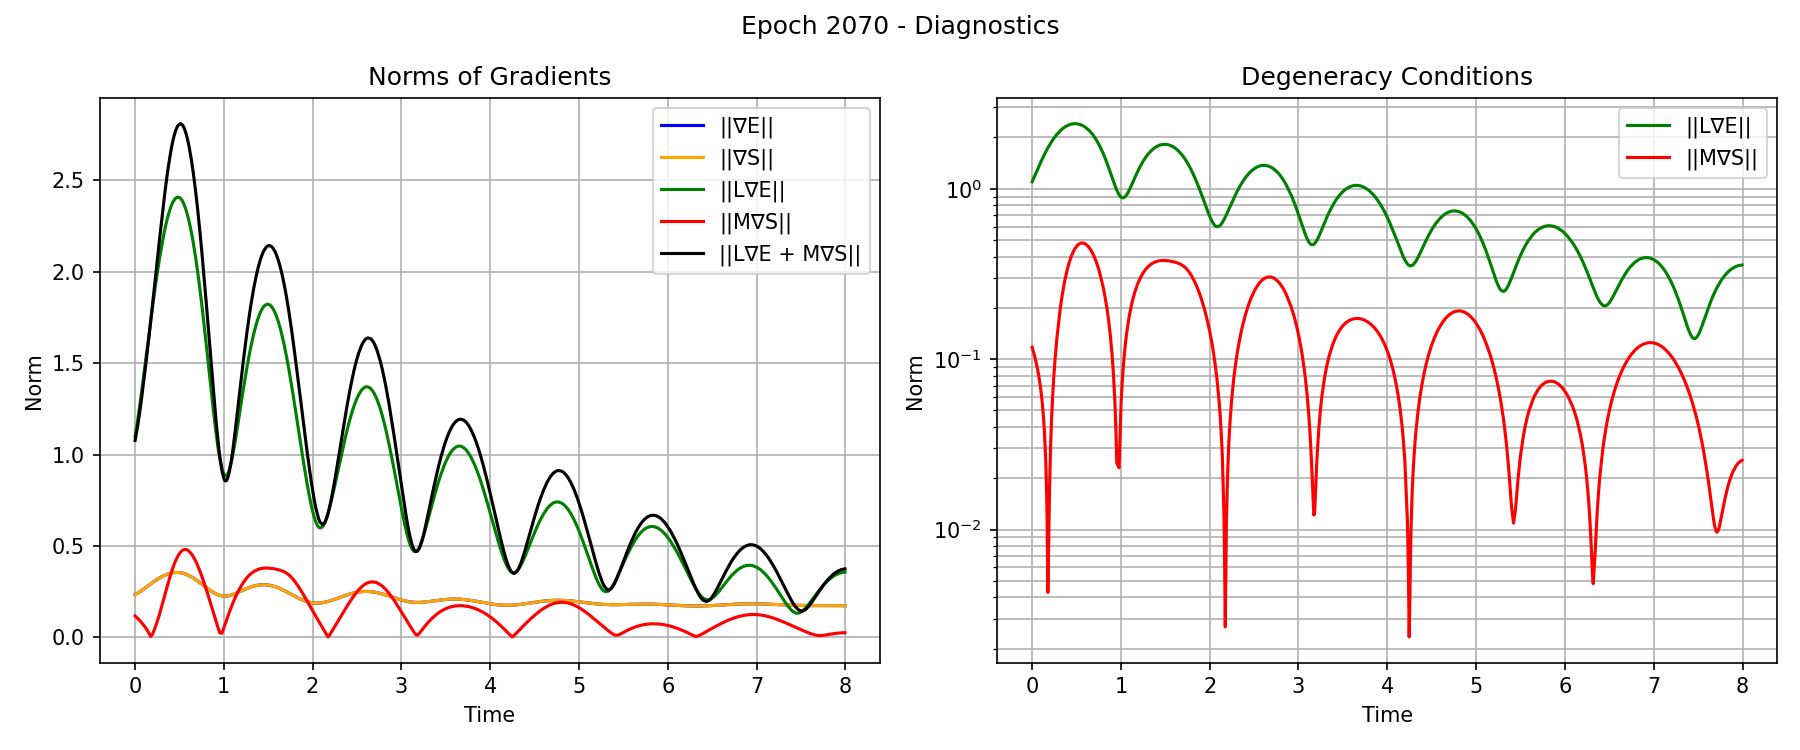 Epoch 2070 - Diagnostics
Norms of Gradients
||∇E||
||∇S||
||L∇E||
||M∇S||
||L∇E + M∇S||
2.5
2.0
1.5
1.0
0.5
0.0
Norm
0 1 2 3 4 5 6 7 8
Time
Degeneracy Conditions
||L∇E||
||M∇S||
10⁰
10⁻¹
10⁻²
Norm
0 1 2 3 4 5 6 7 8
Time